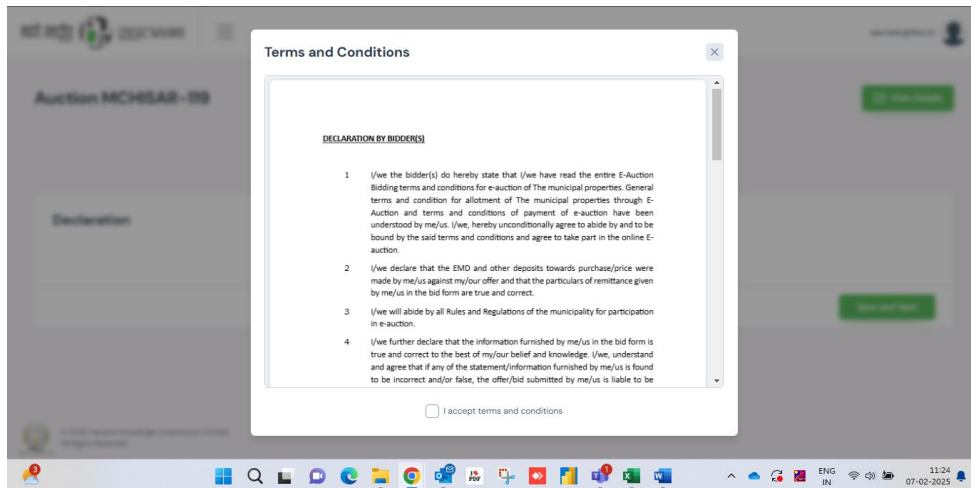 Terms and Conditions
Auction MCHISAR-119
View Details
DECLARATION BY BIDDER(S)
1 I/we the bidder(s) do hereby state that I/we have read the entire E-Auction
Bidding terms and conditions for e-auction of The municipal properties. General
terms and condition for allotment of The municipal properties through E-
Auction and terms and conditions of payment of e-auction have been
understood by me/us. I/we, hereby unconditionally agree to abide by and to be
bound by the said terms and conditions and agree to take part in the online E-
auction.
2 I/we declare that the EMD and other deposits towards purchase/price were
made by me/us against my/our offer and that the particulars of remittance given
by me/us in the bid form are true and correct.
3 I/we will abide by all Rules and Regulations of the municipality for participation
in e-auction.
4 I/we further declare that the information furnished by me/us in the bid form is
true and correct to the best of my/our belief and knowledge. I/we, understand
and agree that if any of the statement/information furnished by me/us is found
to be incorrect and/or false, the offer/bid submitted by me/us is liable to be
Declaration
Save and Next
I accept terms and conditions
All Rights Reserved
3
PDF
1
ENG
IN
11:24
07-02-2025